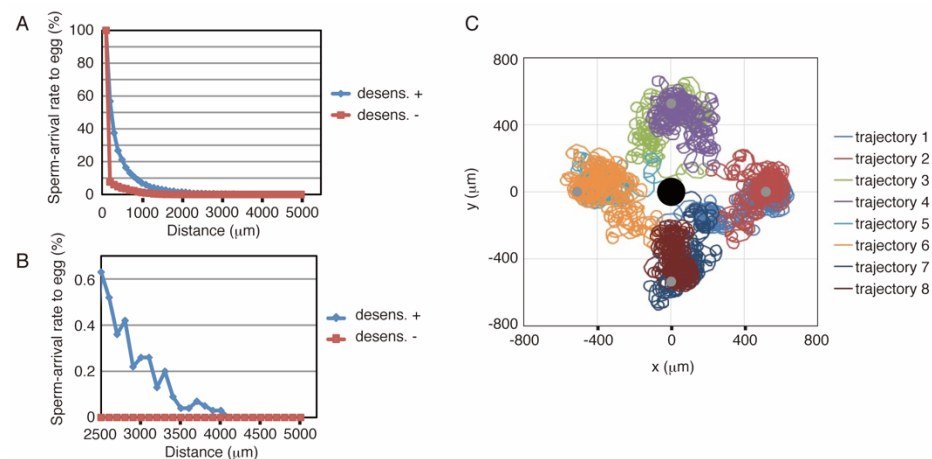 A
Sperm-arrival rate to egg (%)
100
80
60
40
20
0
0 1000 2000 3000 4000 5000
Distance (μm)
desens. +
desens. -
B
Sperm-arrival rate to egg (%)
0.6
0.4
0.2
0
2500 3000 3500 4000 4500 5000
Distance (μm)
desens. +
desens. -
C
y (μm)
800
400
0
-400
-800
-800 -400 0 400 800
x (μm)
trajectory 1
trajectory 2
trajectory 3
trajectory 4
trajectory 5
trajectory 6
trajectory 7
trajectory 8